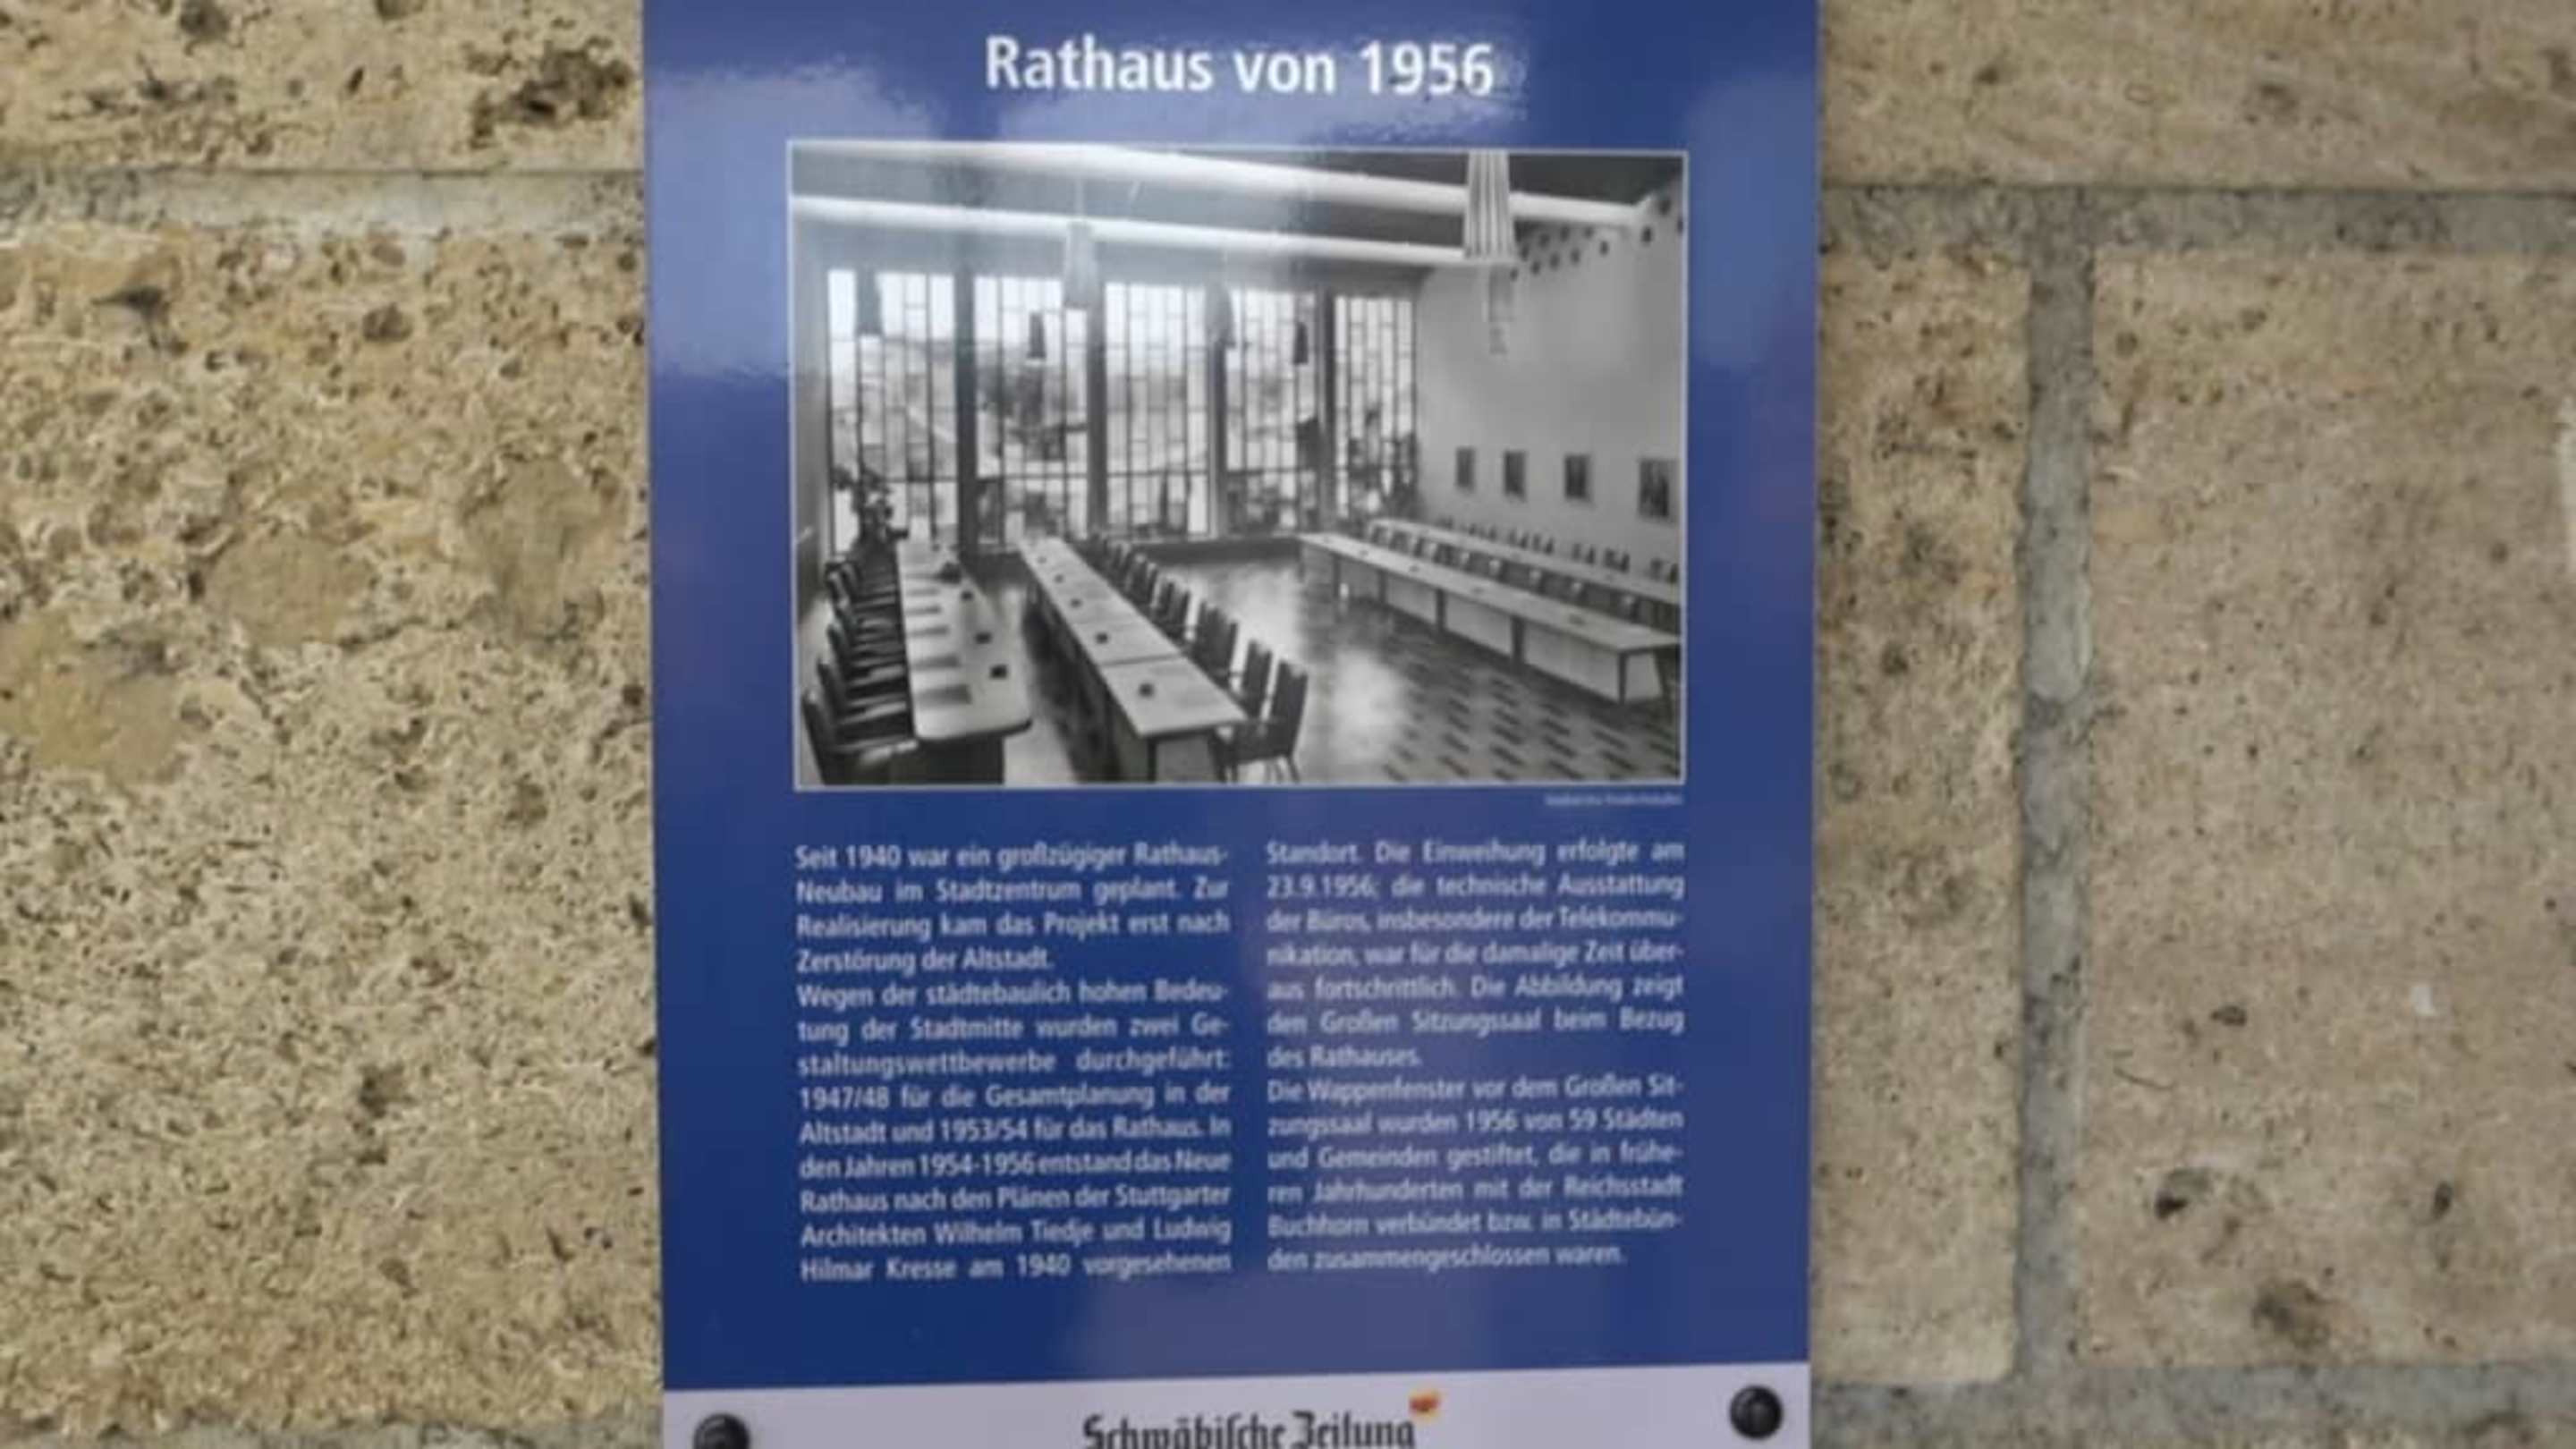 Rathaus von 1956
Seit 1940 war ein großzügiger Rathaus-
Neubau im Stadtzentrum geplant. Zur
Realisierung kam das Projekt erst nach
Zerstörung der Altstadt.
Wegen der städtebaulich hohen Bedeu-
tung der Stadtmitte wurden zwei Ge-
staltungswettbewerbe durchgeführt:
1947/48 für die Gesamtplanung in der
Altstadt und 1953/54 für das Rathaus. In
den Jahren 1954-1956 entstand das Neue
Rathaus nach den Plänen der Stuttgarter
Architekten Wilhelm Tiedje und Ludwig
Hilmar Kresse am 1940 vorgesehenen
Standort. Die Einweihung erfolgte am
23.9.1956; die technische Ausstattung
der Büros, insbesondere der Telekommu-
nikation, war für die damalige Zeit über-
aus fortschrittlich. Die Abbildung zeigt
den Großen Sitzungssaal beim Bezug
des Rathauses.
Die Wappenfenster vor dem Großen Sit-
zungssaal wurden 1956 von 59 Städten
und Gemeinden gestiftet, die in frühe-
ren Jahrhunderten mit der Reichsstadt
Buchhorn verbündet bzw. in Städtebün-
den zusammengeschlossen waren.
Schwäbische Zeitung